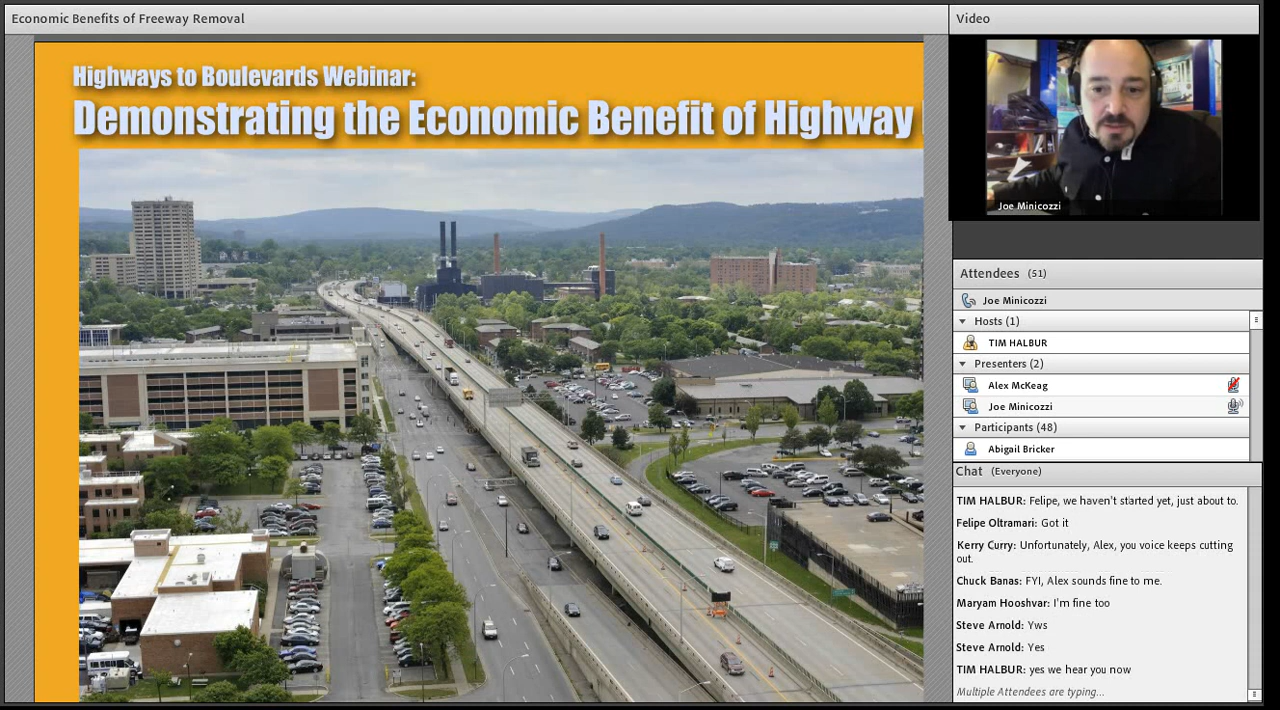 Economic Benefits of Freeway Removal
Highways to Boulevards Webinar:
Demonstrating the Economic Benefit of Highway
Video
Joe Minicozzi
Attendees (51)
Joe Minicozzi
Hosts (1)
TIM HALBUR
Presenters (2)
Alex McKeag
Joe Minicozzi
Participants (48)
Abigail Bricker
Chat (Everyone)
TIM HALBUR: Felipe, we haven't started yet, just about to.
Felipe Oltramari: Got it
Kerry Curry: Unfortunately, Alex, you voice keeps cutting
out.
Chuck Banas: FYI, Alex sounds fine to me.
Maryam Hooshvar: I'm fine too
Steve Arnold: Yws
Steve Arnold: Yes
TIM HALBUR: yes we hear you now
Multiple Attendees are typing...